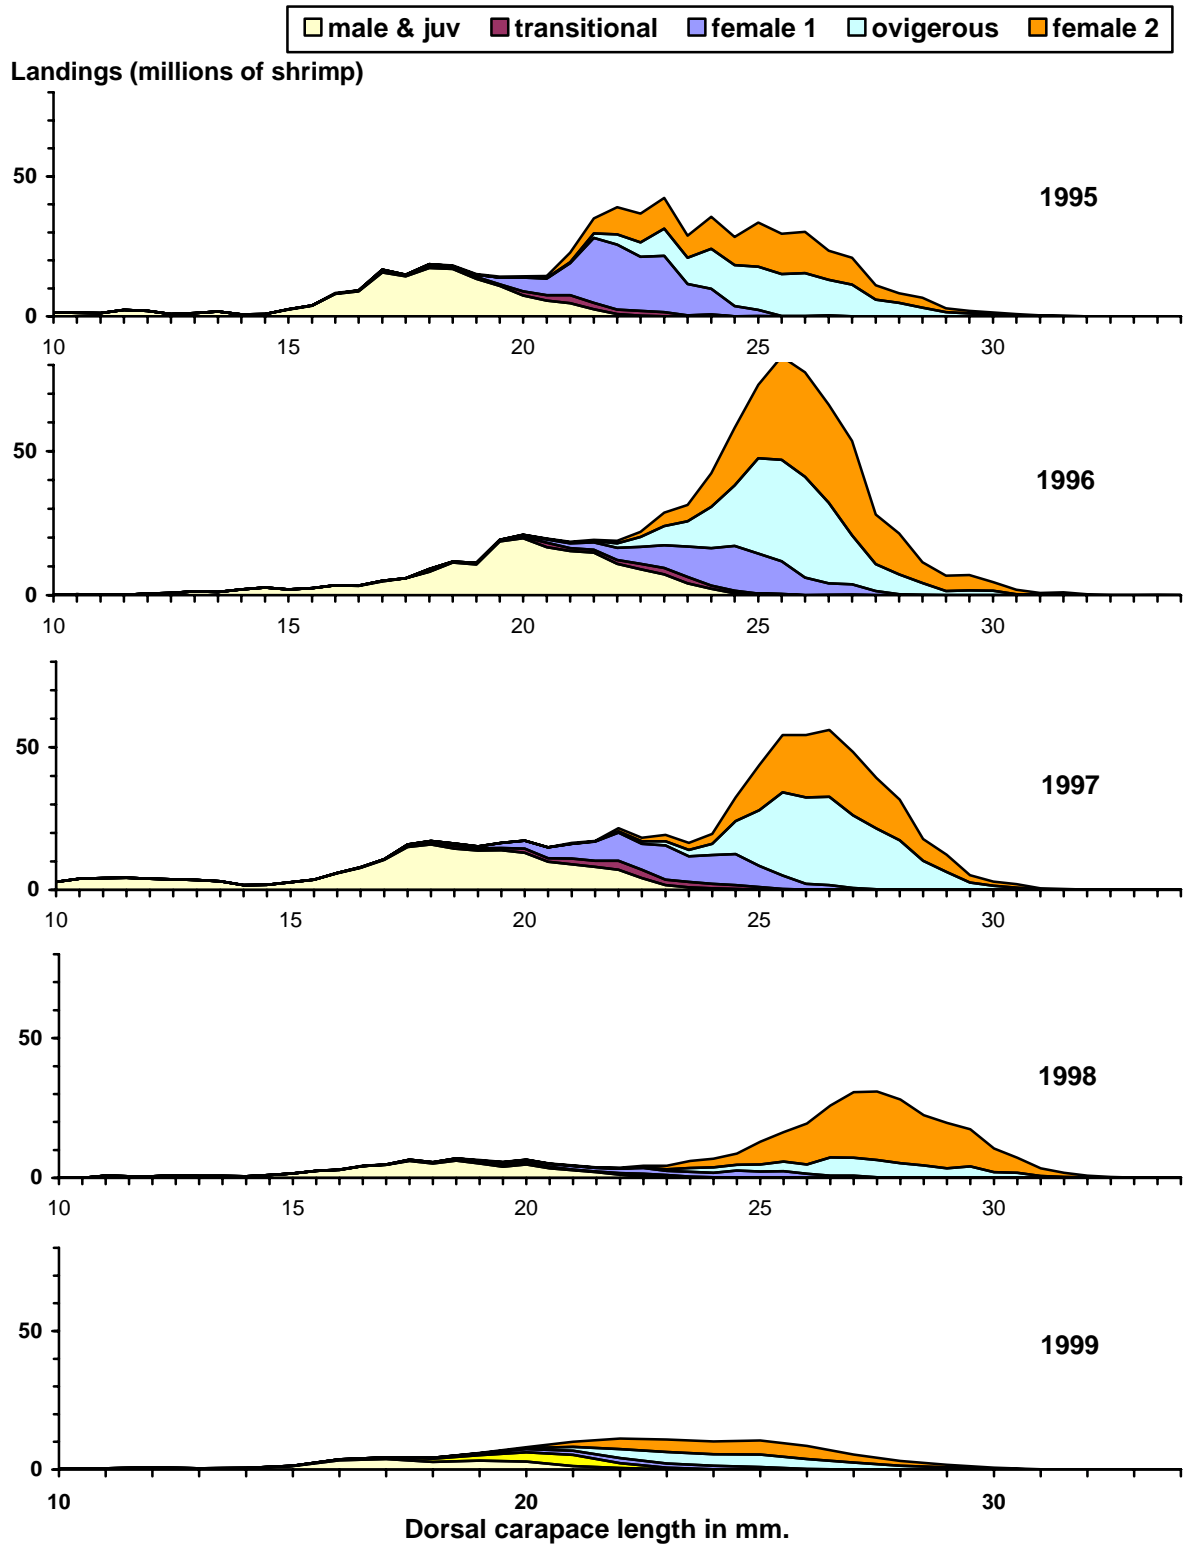 male & juv transitional female 1 ovigerous female 2
Landings (millions of shrimp)
50
1995
0
10 15 20 25 30
50
1996
0
10 15 20 25 30
50
1997
0
10 15 20 25 30
50
1998
0
10 15 20 25 30
50
1999
0
10 20 30
Dorsal carapace length in mm.